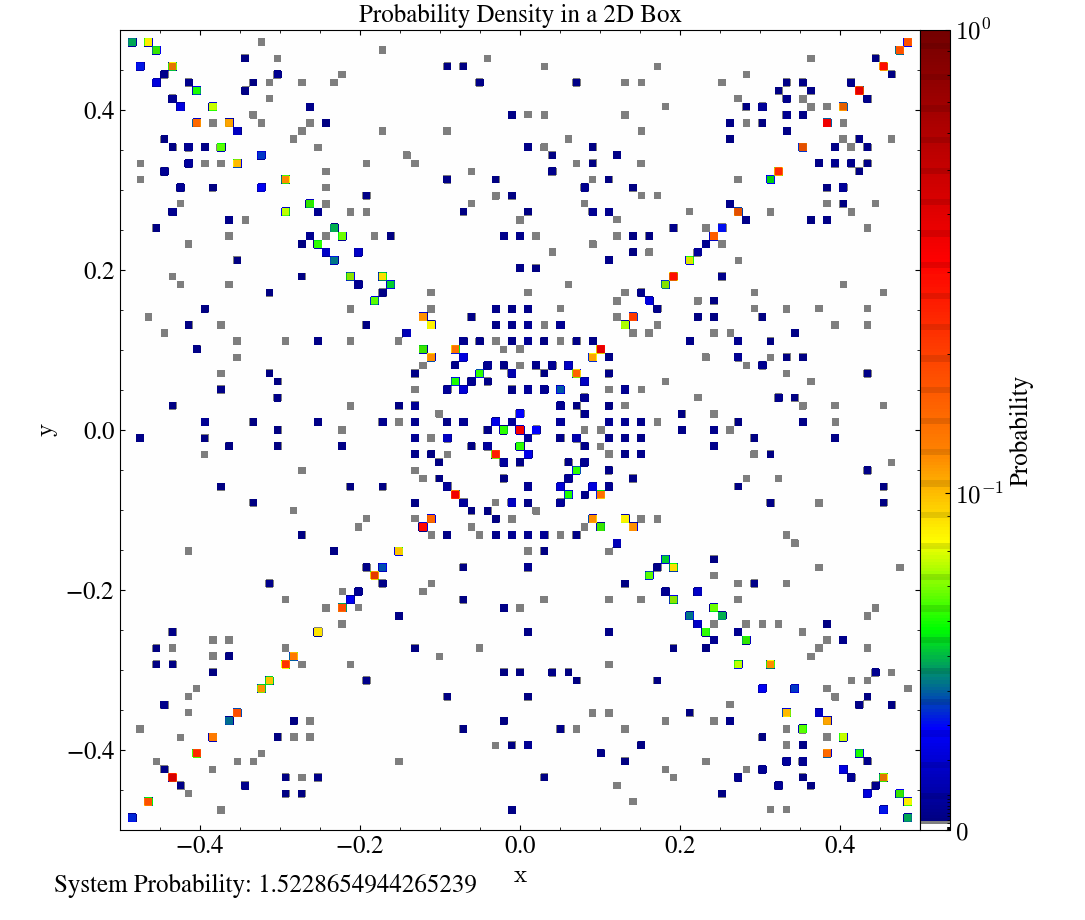 Probability Density in a 2D Box
10^0
0.4
0.2
0.0
−0.2
−0.4
y
10^−1
0
Probability
−0.4 −0.2 0.0 0.2 0.4
x
System Probability: 1.5228654944265239